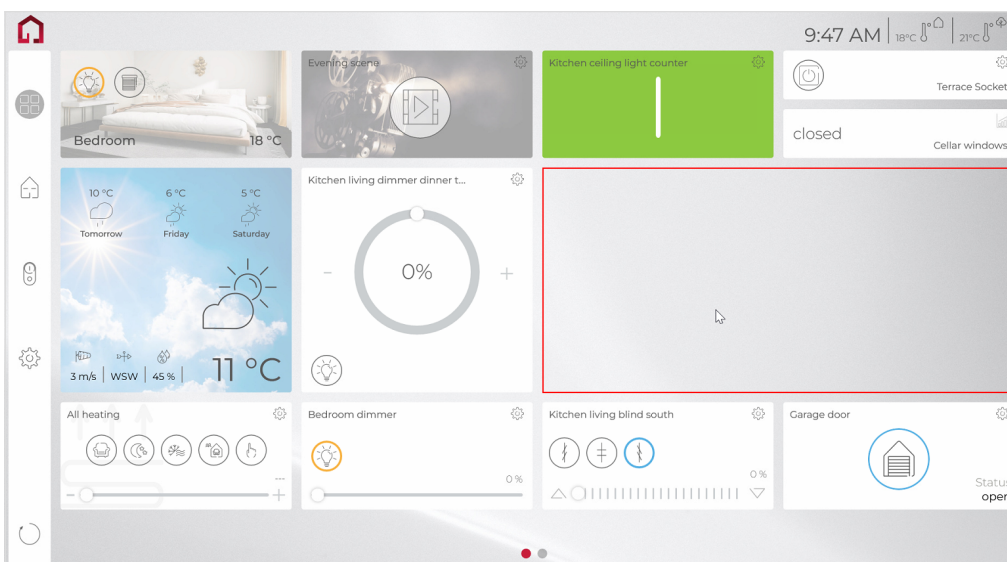 9:47 AM
18°C
21°C
Bedroom
18 °C
Evening scene
Kitchen ceiling light counter
Terrace Socket
closed
Cellar windows
10 °C
6 °C
5 °C
Tomorrow
Friday
Saturday
3 m/s
WSW
45 %
11 °C
Kitchen living dimmer dinner t...
-
0%
+
All heating
...
- +
Bedroom dimmer
0 %
Kitchen living blind south
0 %
Garage door
Status
open